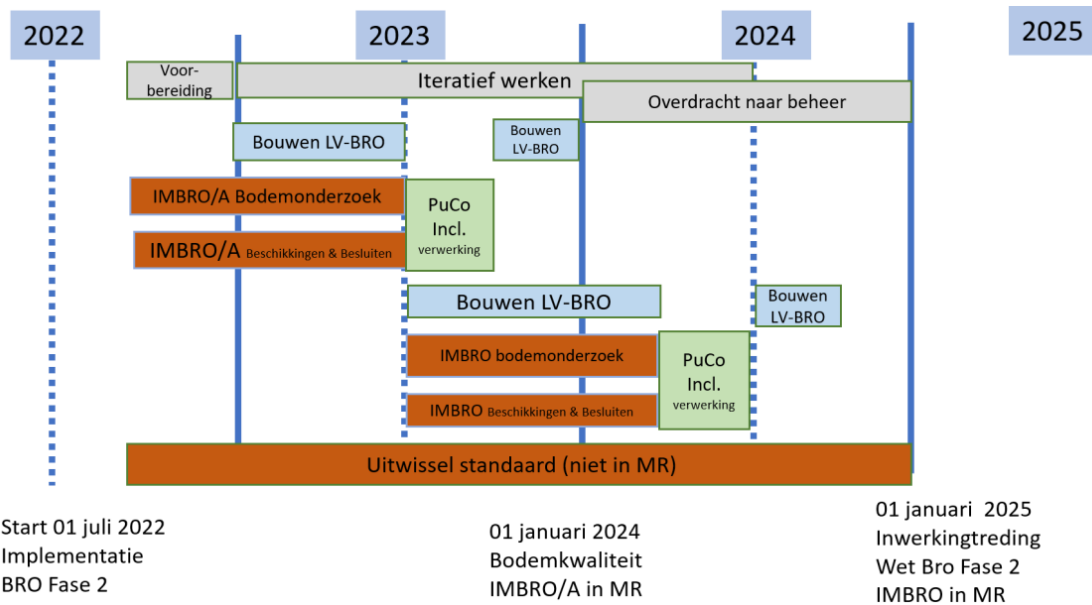 2022
2023
2024
2025
Voor-
bereiding
Iteratief werken
Overdracht naar beheer
Bouwen LV-BRO
Bouwen
LV-BRO
IMBRO/A Bodemonderzoek
PuCo
Incl.
verwerking
IMBRO/A Beschikkingen & Besluiten
Bouwen LV-BRO
Bouwen
LV-BRO
IMBRO bodemonderzoek
PuCo
Incl.
verwerking
IMBRO Beschikkingen & Besluiten
Uitwissel standaard (niet in MR)
Start 01 juli 2022
Implementatie
BRO Fase 2
01 januari 2024
Bodemkwaliteit
IMBRO/A in MR
01 januari 2025
Inwerkingtreding
Wet Bro Fase 2
IMBRO in MR